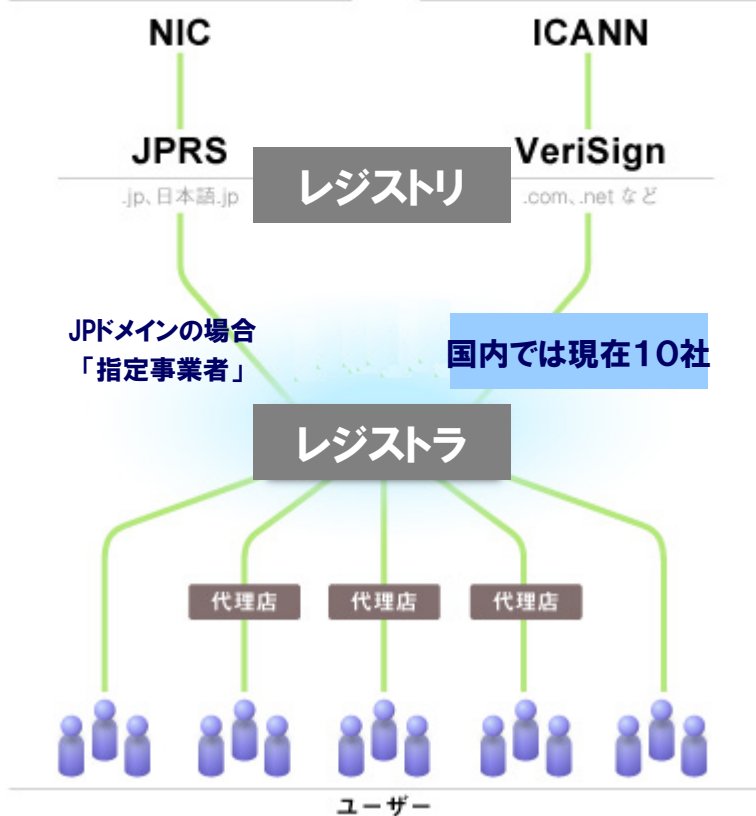 NIC
ICANN
JPRS
VeriSign
レジストリ
.jp、日本語.jp
.com、.net など
JPドメインの場合
「指定事業者」
国内では現在１０社
レジストラ
代理店
代理店
代理店
ユーザー